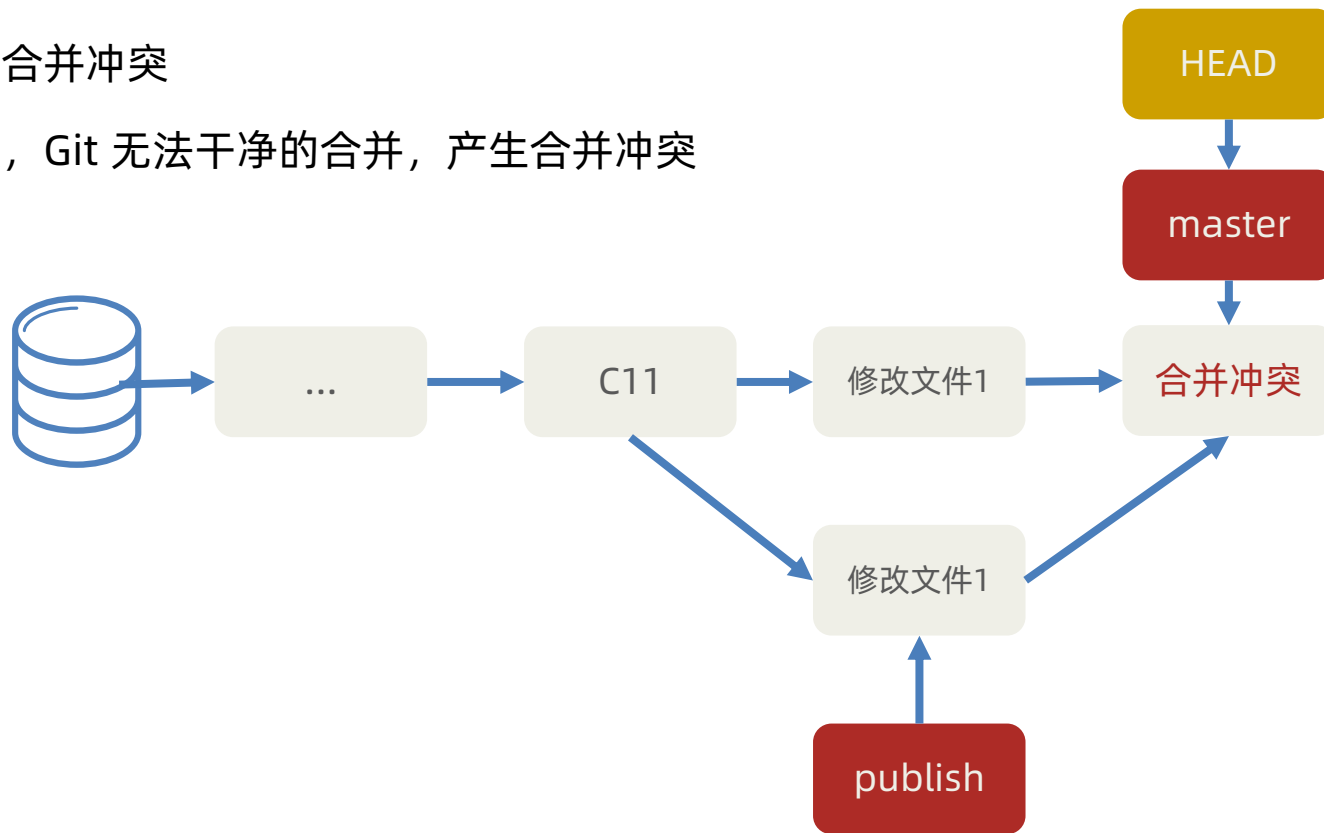 合并冲突
，Git 无法干净的合并，产生合并冲突
HEAD
master
...
C11
修改文件1
合并冲突
修改文件1
publish